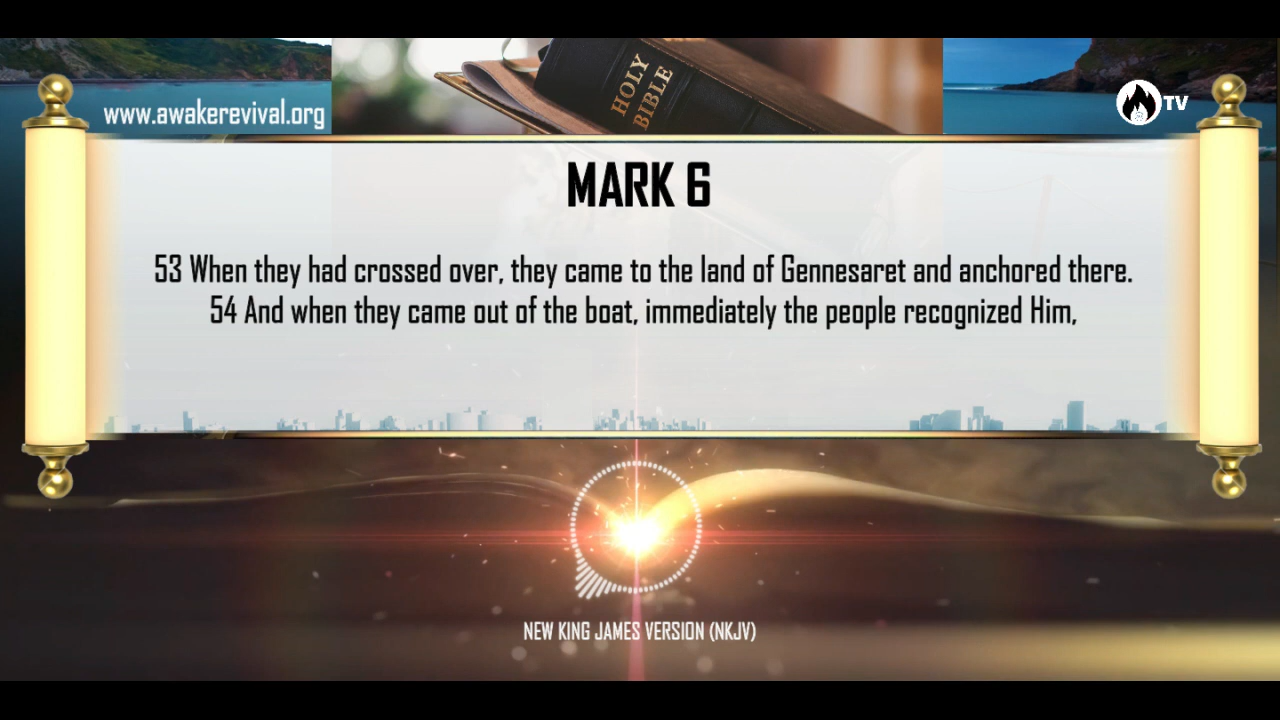 HOLY
BIBLE
www.awakerevival.org
TV
MARK 6
53 When they had crossed over, they came to the land of Gennesaret and anchored there.
54 And when they came out of the boat, immediately the people recognized Him,
NEW KING JAMES VERSION (NKJV)